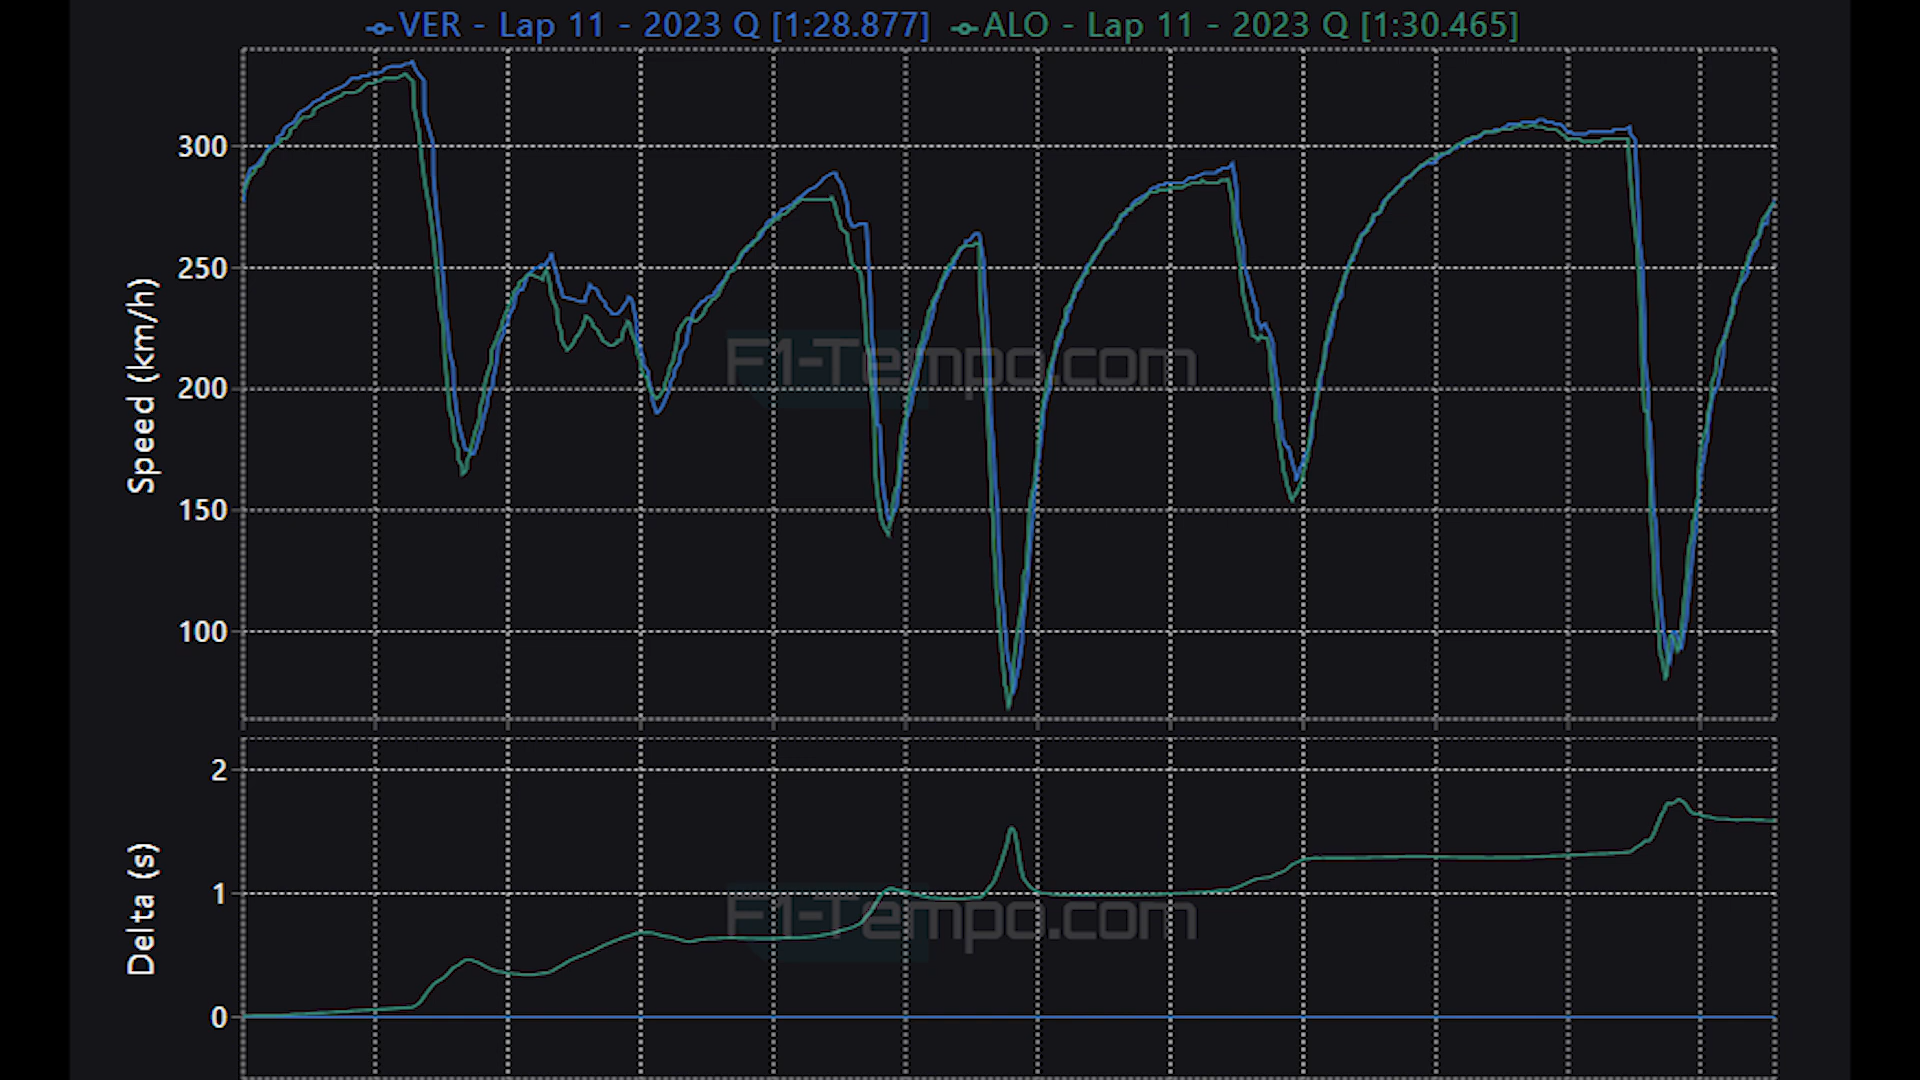 VER - Lap 11 - 2023 Q [1:28.877] ALO - Lap 11 - 2023 Q [1:30.465]
300
250
200
150
100
Speed (km/h)
F1-Tempo.com
2
1
0
Delta (s)
F1-Tempo.com